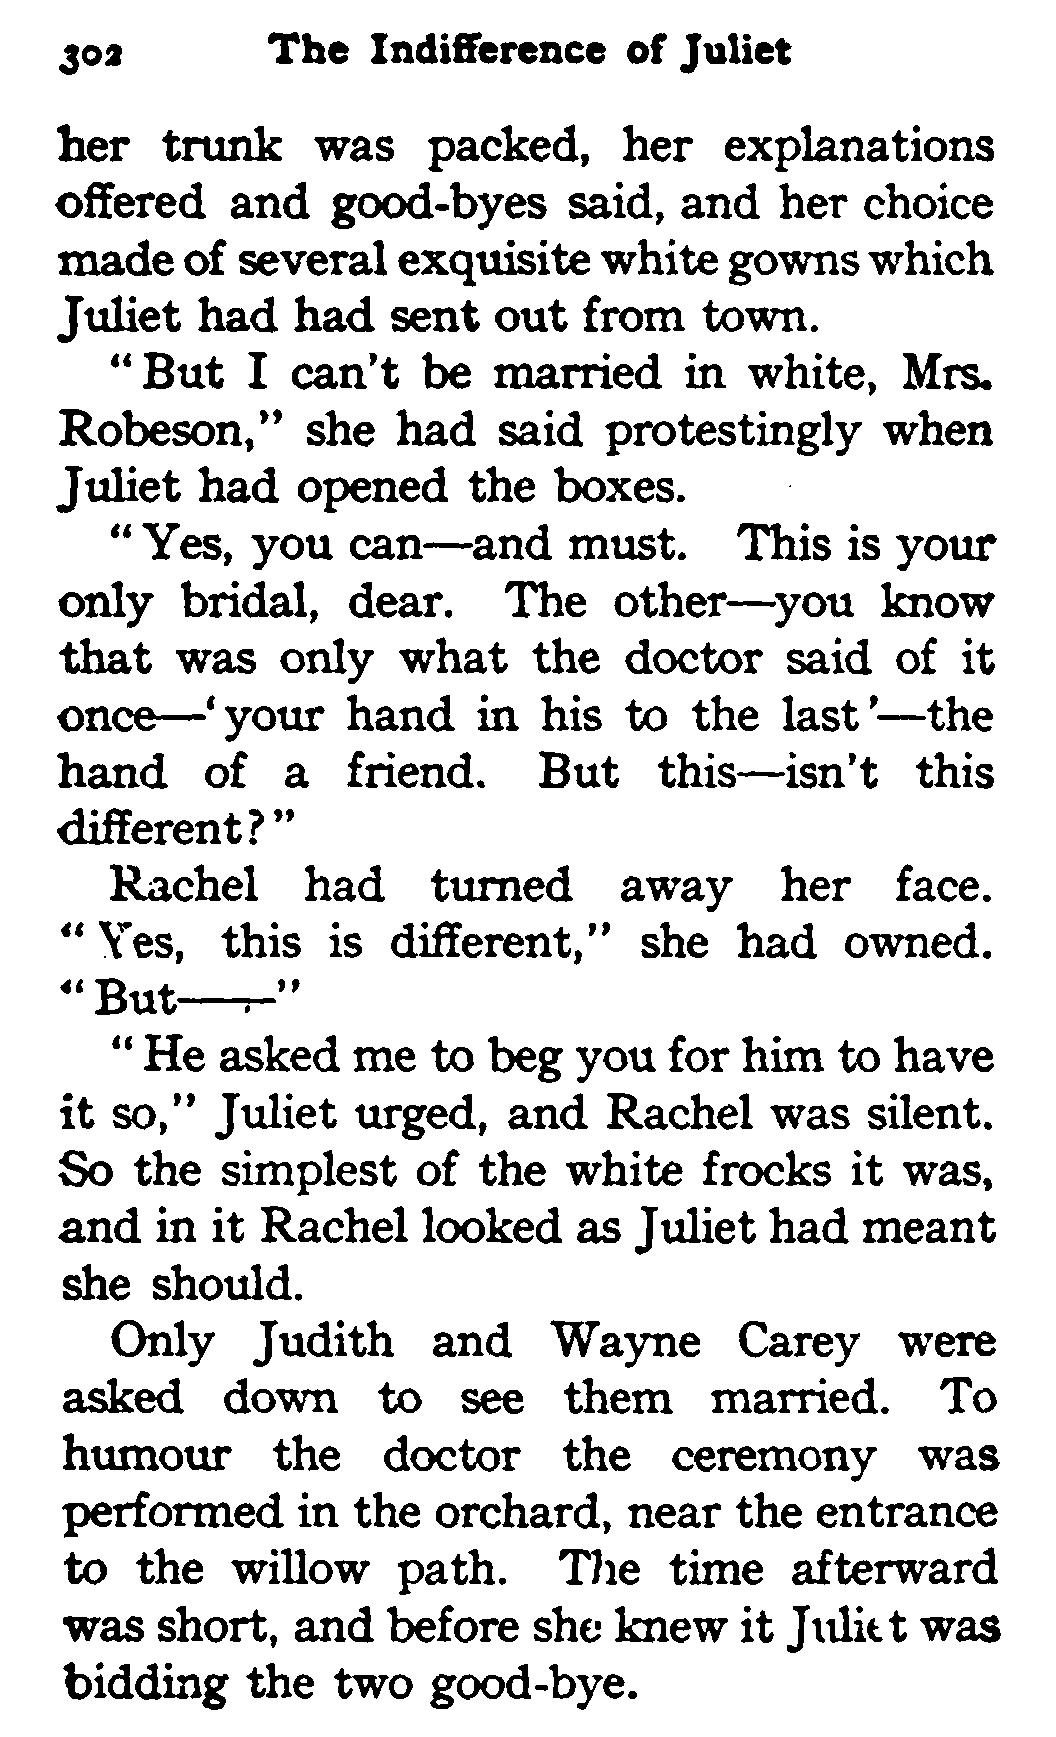 302 The Indifference of Juliet
her trunk was packed, her explanations
offered and good-byes said, and her choice
made of several exquisite white gowns which
Juliet had had sent out from town.
"But I can't be married in white, Mrs.
Robeson," she had said protestingly when
Juliet had opened the boxes.
"Yes, you can—and must. This is your
only bridal, dear. The other—you know
that was only what the doctor said of it
once—'your hand in his to the last'—the
hand of a friend. But this—isn't this
different?"
Rachel had turned away her face.
"Yes, this is different," she had owned.
"But——"
"He asked me to beg you for him to have
it so," Juliet urged, and Rachel was silent.
So the simplest of the white frocks it was,
and in it Rachel looked as Juliet had meant
she should.
Only Judith and Wayne Carey were
asked down to see them married. To
humour the doctor the ceremony was
performed in the orchard, near the entrance
to the willow path. The time afterward
was short, and before she knew it Juliet was
bidding the two good-bye.